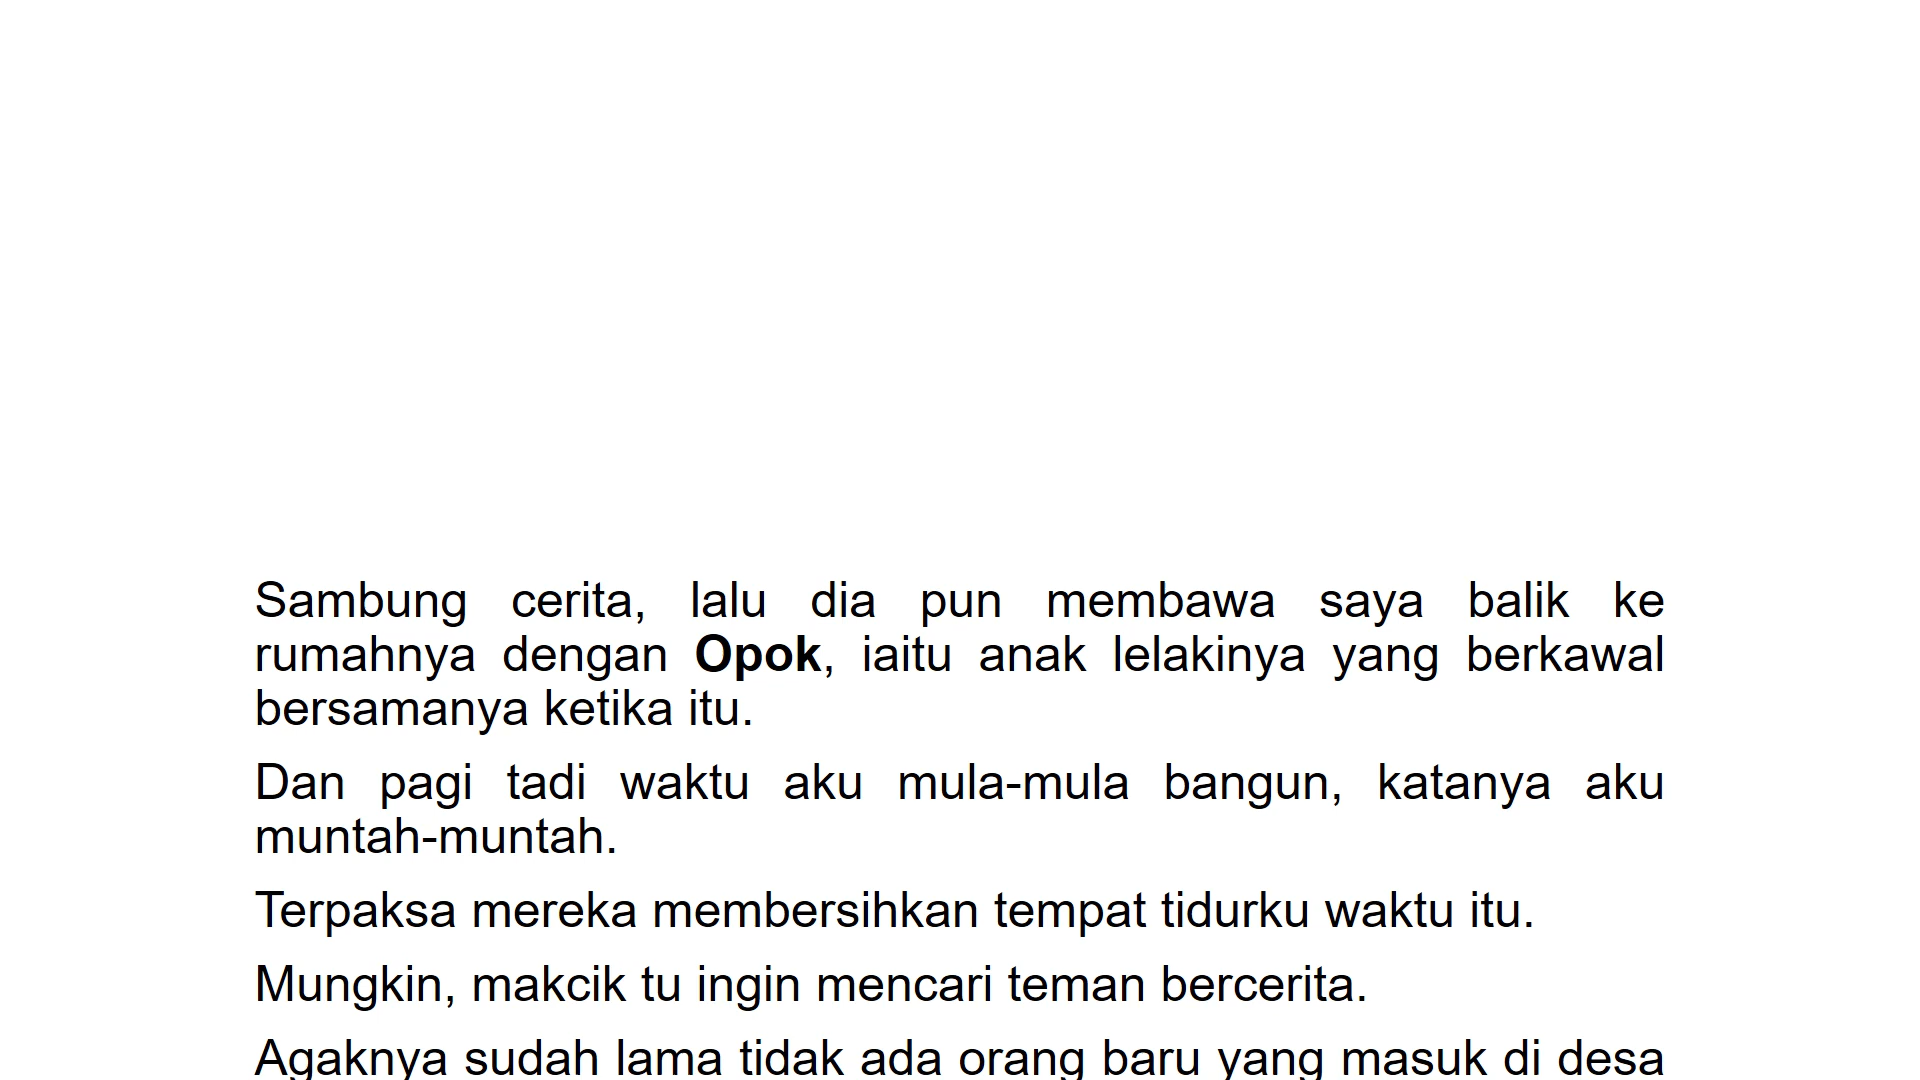 Sambung cerita, lalu dia pun membawa saya balik ke
rumahnya dengan Opok, iaitu anak lelakinya yang berkawal
bersamanya ketika itu.
Dan pagi tadi waktu aku mula-mula bangun, katanya aku
muntah-muntah.
Terpaksa mereka membersihkan tempat tidurku waktu itu.
Mungkin, makcik tu ingin mencari teman bercerita.
Agaknya sudah lama tidak ada orang baru yang masuk di desa